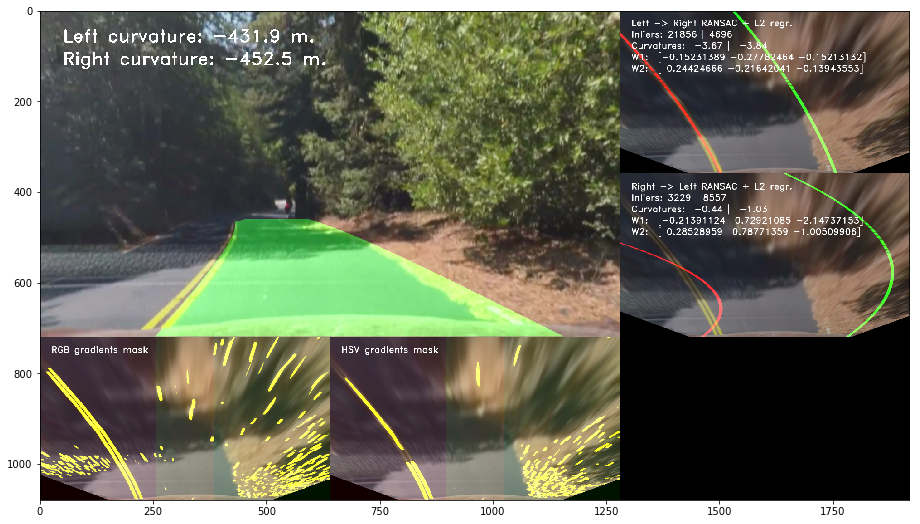 Left curvature: -431.9 m.
Right curvature: -452.5 m.
Left -> Right RANSAC + L2 regr.
Inliers: 21856 | 4696
Curvatures: -3.87 | -3.84
W1: [-0.15231389 -0.27782464 -0.15213132]
W2: [ 0.24424666 -0.21642041 -0.13943553]
Right -> Left RANSAC + L2 regr.
Inliers: 3229 8557
Curvatures: -0.44 | -1.03
W1: -0.21391124 0.72921085 -2.14737153]
W2: [ 0.28528959 0.78771359 -1.00509906]
RGB gradients mask
HSV gradients mask
0
200
400
600
800
1000
0
250
500
750
1000
1250
1500
1750